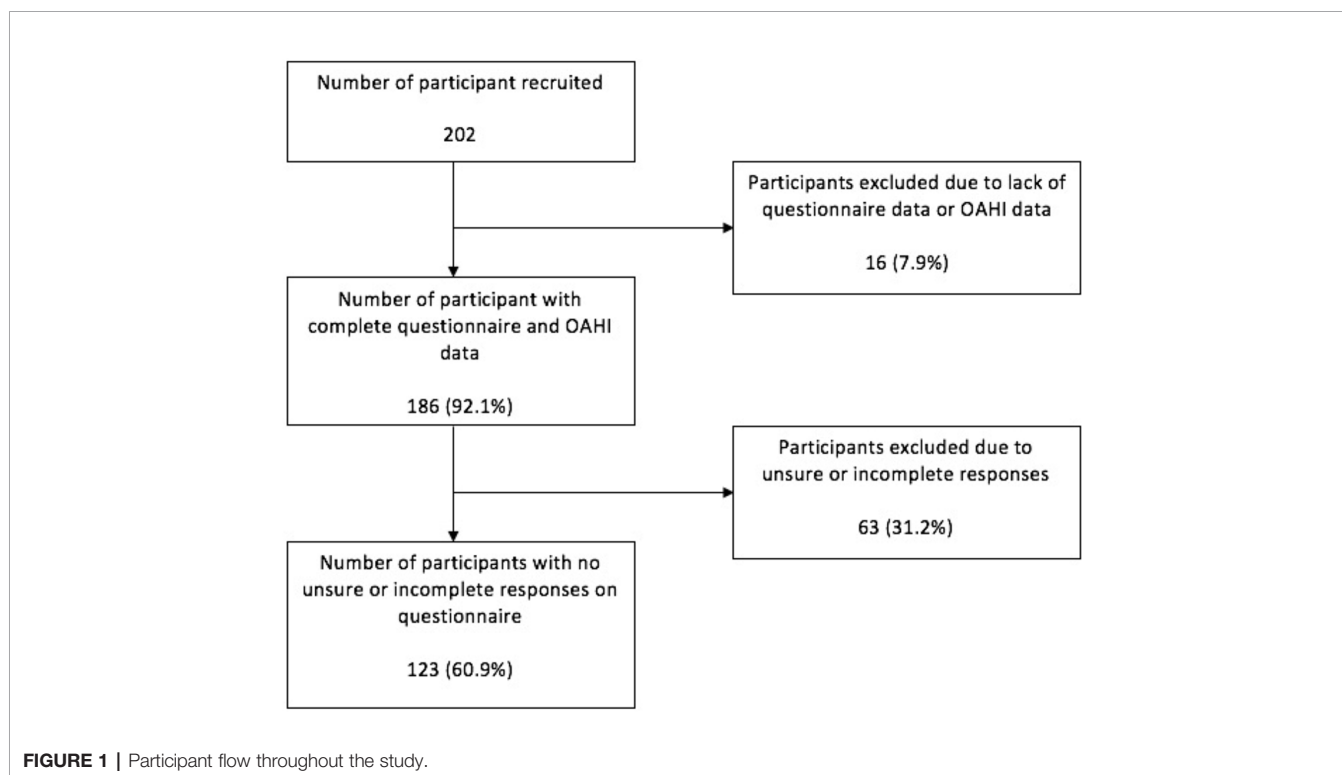 Number of participant recruited
202
Participants excluded due to lack of
questionnaire data or OAHI data
16 (7.9%)
Number of participant with
complete questionnaire and OAHI
data
186 (92.1%)
Participants excluded due to
unsure or incomplete responses
63 (31.2%)
Number of participants with no
unsure or incomplete responses on
questionnaire
123 (60.9%)
FIGURE 1 | Participant flow throughout the study.